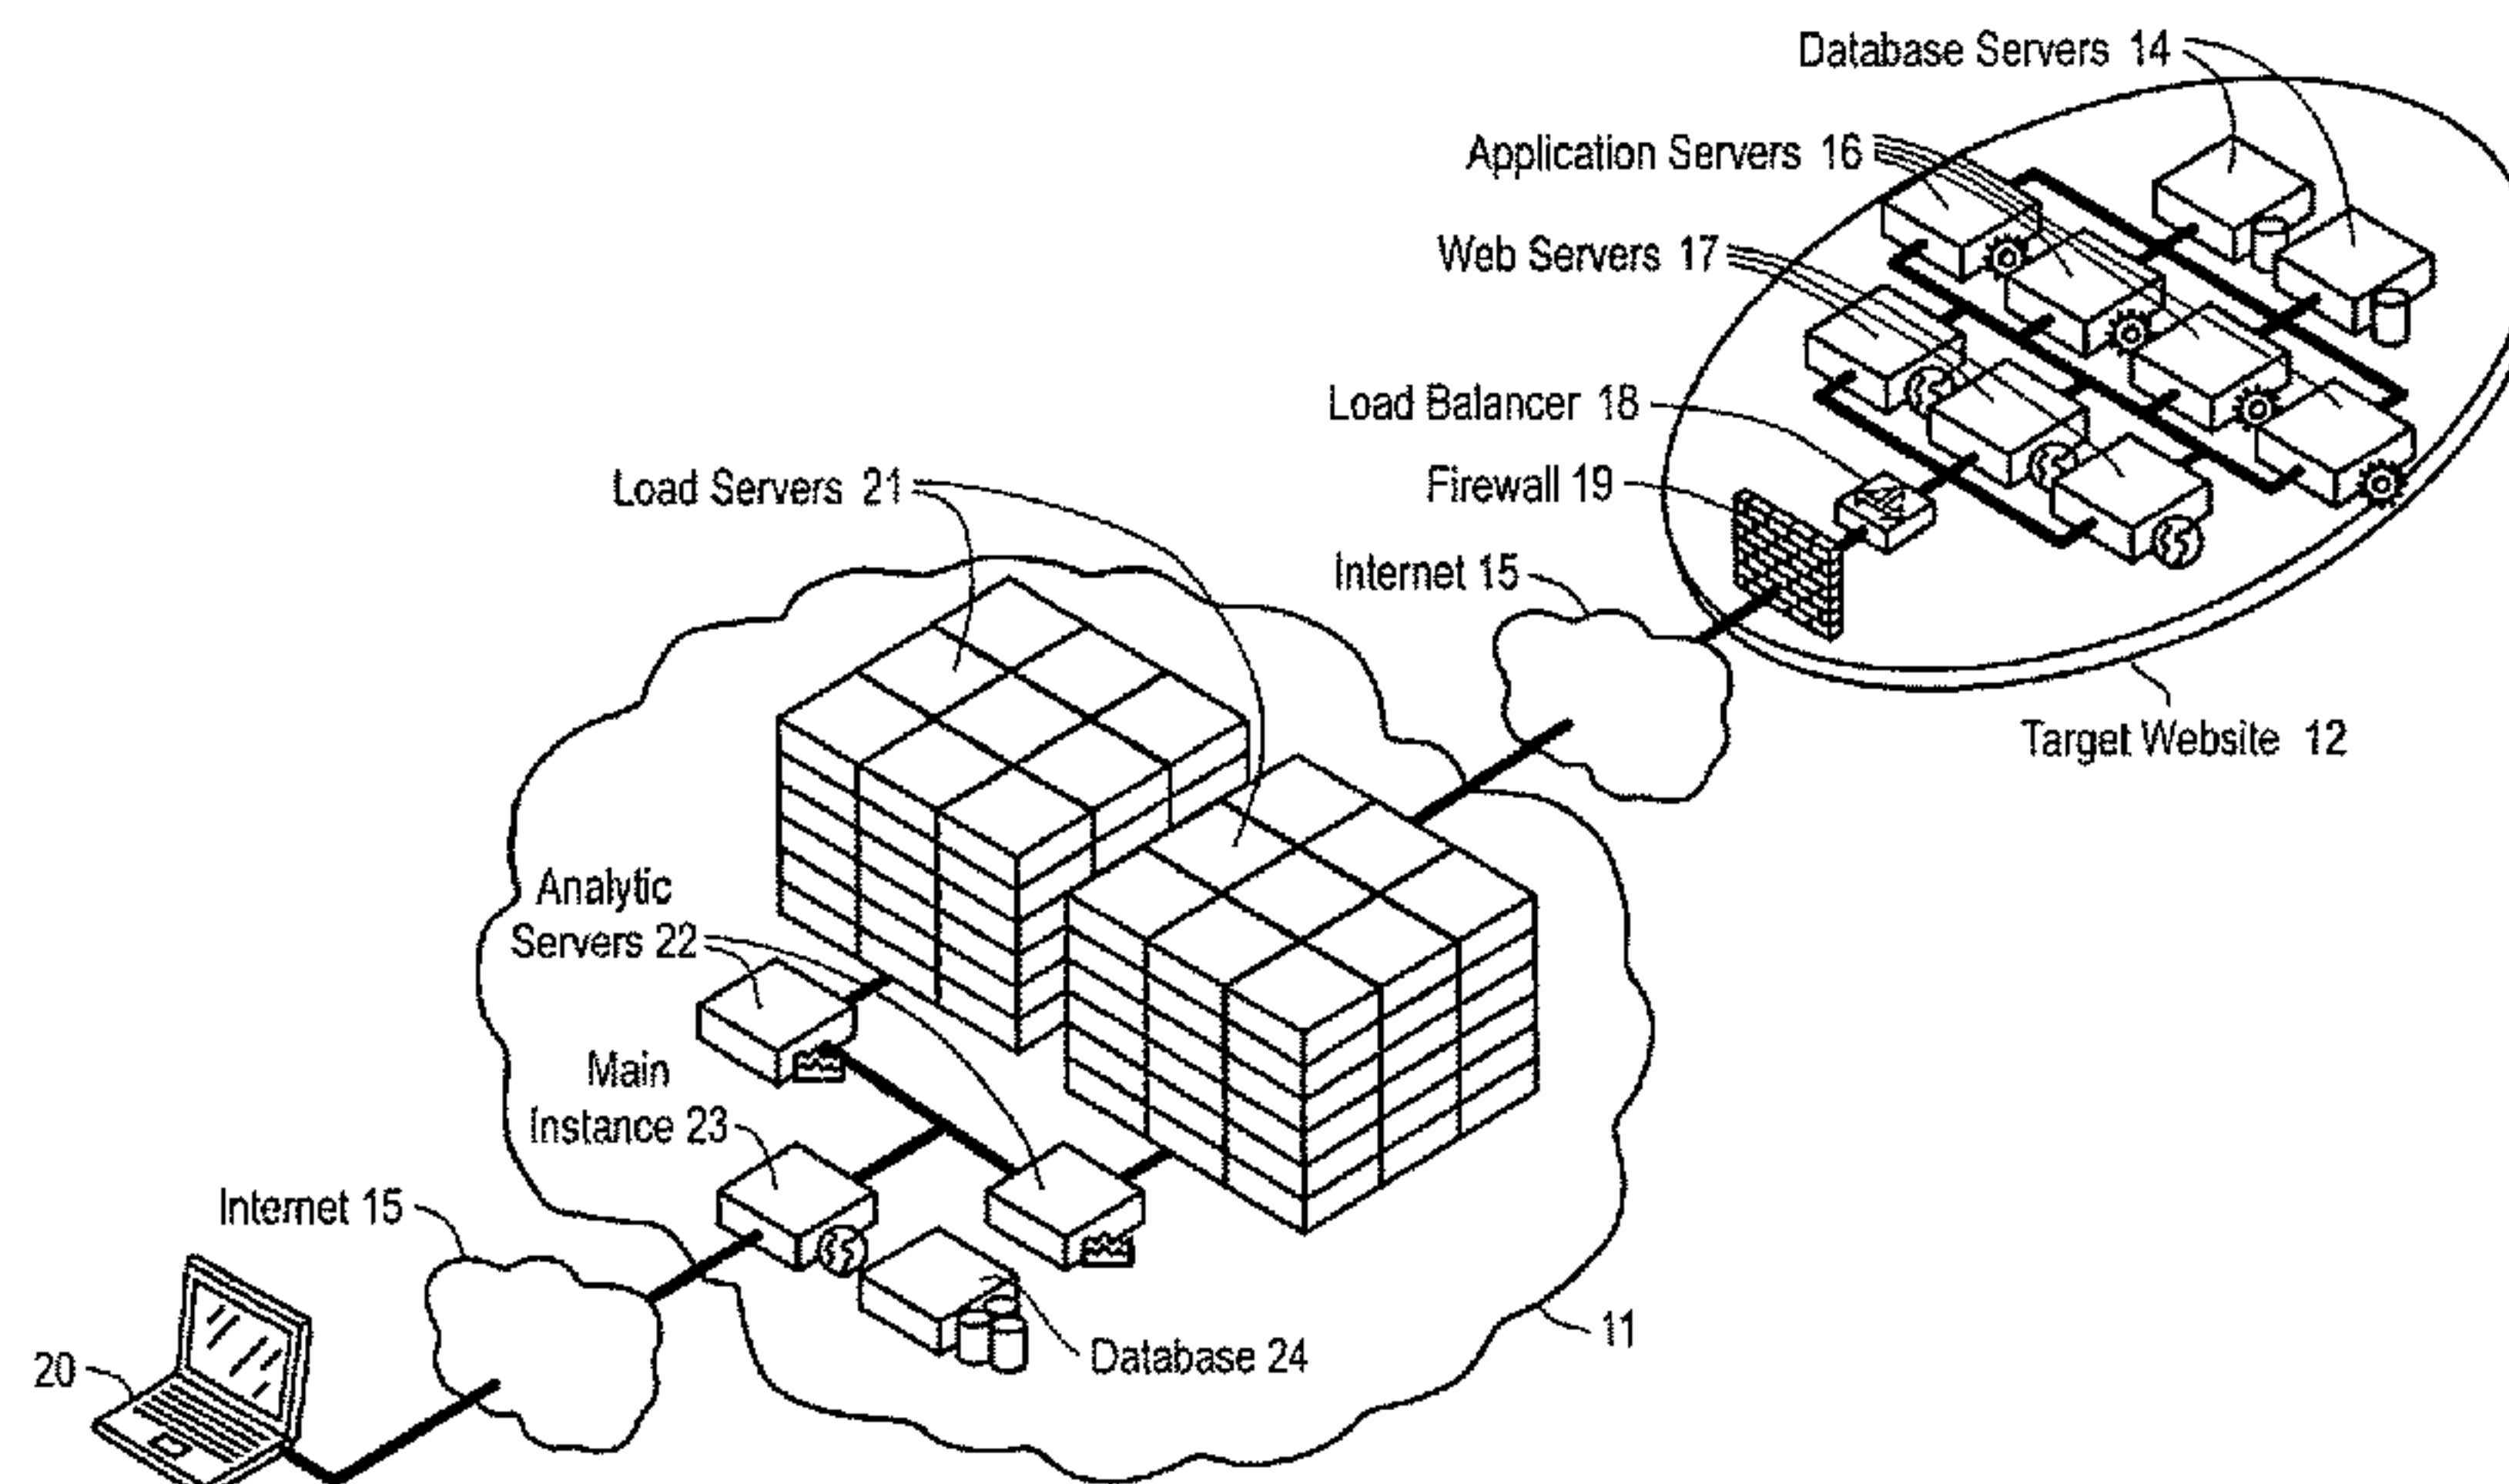 Database Servers 14
Application Servers 16
Web Servers 17
Load Balancer 18
Firewall 19
Load Servers 21
Internet 15
Target Website 12
Analytic
Servers 22
Main
Instance 23
Internet 15
11
Database 24
20